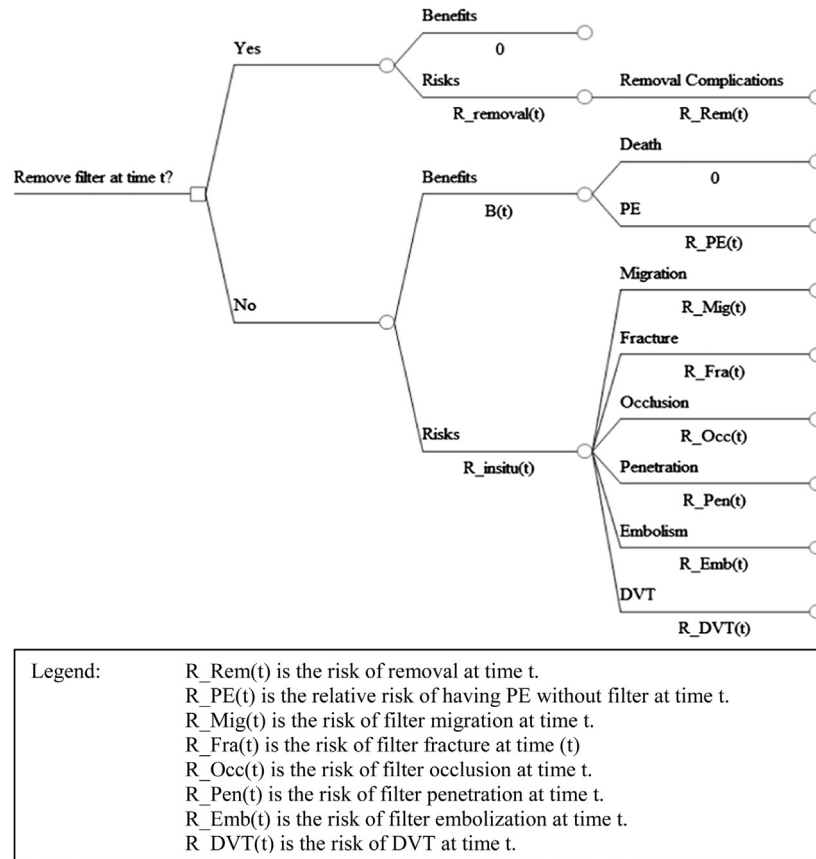 Benefits
0
Yes
Risks
R_removal(t)
Removal Complications
R_Rem(t)
Remove filter at time t?
Benefits
B(t)
Death
0
PE
R_PE(t)
No
Risks
R_insitu(t)
Migration
R_Mig(t)
Fracture
R_Fra(t)
Occlusion
R_Occ(t)
Penetration
R_Pen(t)
Embolism
R_Emb(t)
DVT
R_DVT(t)
Legend: R_Rem(t) is the risk of removal at time t.
R_PE(t) is the relative risk of having PE without filter at time t.
R_Mig(t) is the risk of filter migration at time t.
R_Fra(t) is the risk of filter fracture at time (t)
R_Occ(t) is the risk of filter occlusion at time t.
R_Pen(t) is the risk of filter penetration at time t.
R_Emb(t) is the risk of filter embolization at time t.
R_DVT(t) is the risk of DVT at time t.